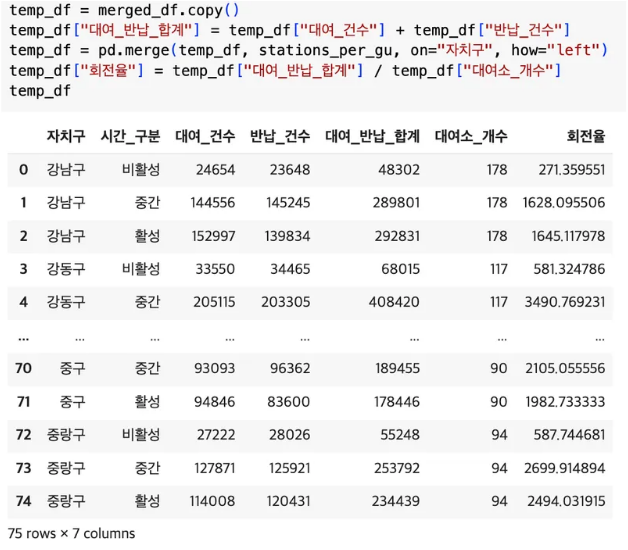 temp_df = merged_df.copy()
temp_df["대여_반납_합계"] = temp_df["대여_건수"] + temp_df["반납_건수"]
temp_df = pd.merge(temp_df, stations_per_gu, on="자치구", how="left")
temp_df["회전율"] = temp_df["대여_반납_합계"] / temp_df["대여소_개수"]
temp_df
자치구 시간_구분 대여_건수 반납_건수 대여_반납_합계 대여소_개수 회전율
0 강남구 비활성 24654 23648 48302 178 271.359551
1 강남구 중간 144556 145245 289801 178 1628.095506
2 강남구 활성 152997 139834 292831 178 1645.117978
3 강동구 비활성 33550 34465 68015 117 581.324786
4 강동구 중간 205115 203305 408420 117 3490.769231
... ... ... ... ... ... ... ...
70 중구 중간 93093 96362 189455 90 2105.055556
71 중구 활성 94846 83600 178446 90 1982.733333
72 중랑구 비활성 27222 28026 55248 94 587.744681
73 중랑구 중간 127871 125921 253792 94 2699.914894
74 중랑구 활성 114008 120431 234439 94 2494.031915
75 rows × 7 columns